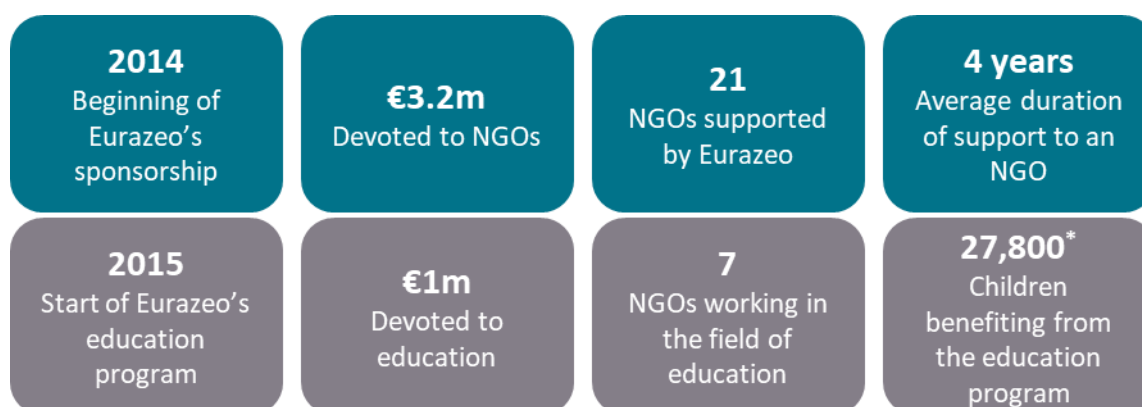 2014
Beginning of
Eurazeo’s
sponsorship
€3.2m
Devoted to NGOs
21
NGOs supported
by Eurazeo
4 years
Average duration
of support to an
NGO
2015
Start of Eurazeo’s
education
program
€1m
Devoted to
education
7
NGOs working in
the field of
education
27,800*
Children
benefiting from
the education
program